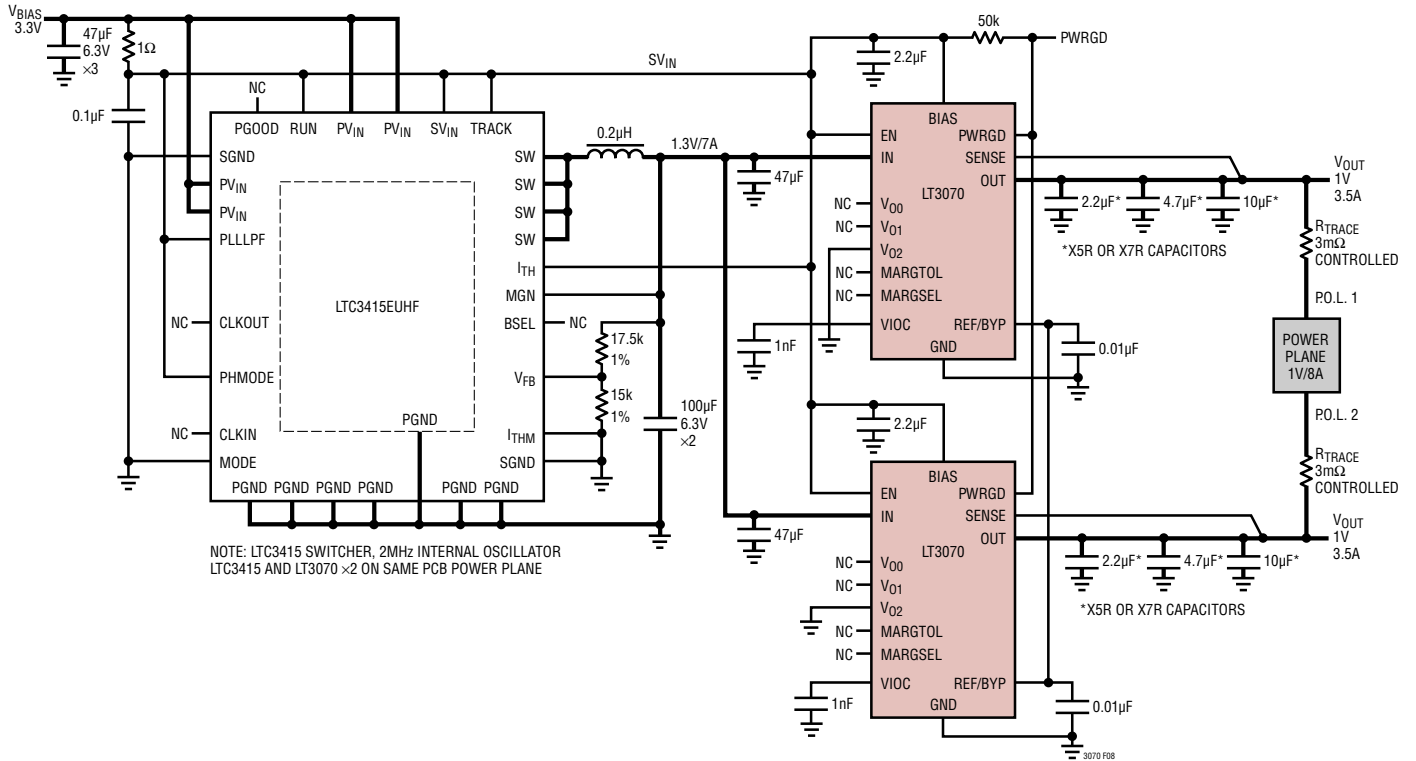 VBIAS
3.3V
47µF
6.3V
×3
1Ω
0.1µF
NC
PGOOD RUN PVIN PVIN SVIN TRACK
SGND
PVIN
PVIN
PLLLPF
NC CLKOUT
PHMODE
NC CLKIN
MODE
LTC3415EUHF
PGND
PGND PGND PGND PGND PGND PGND
SW
SW
SW
SW
ITH
MGN
BSEL NC
VFB
ITHM
SGND
NOTE: LTC3415 SWITCHER, 2MHz INTERNAL OSCILLATOR
LTC3415 AND LT3070 ×2 ON SAME PCB POWER PLANE
SVIN
0.2µH
1.3V/7A
17.5k
1%
15k
1%
100µF
6.3V
×2
47µF
2.2µF
50k
PWRGD
BIAS
EN
PWRGD
IN
SENSE
LT3070
OUT
NC VO0
NC VO1
VO2
NC MARGTOL
NC MARGSEL
VIOC
REF/BYP
GND
1nF
0.01µF
2.2µF* 4.7µF* 10µF*
*X5R OR X7R CAPACITORS
VOUT
1V
3.5A
RTRACE
3mΩ
CONTROLLED
P.O.L. 1
POWER
PLANE
1V/8A
P.O.L. 2
RTRACE
3mΩ
CONTROLLED
VOUT
1V
3.5A
2.2µF
47µF
BIAS
EN
PWRGD
IN
SENSE
LT3070
OUT
NC VO0
NC VO1
VO2
NC MARGTOL
NC MARGSEL
VIOC
REF/BYP
GND
1nF
0.01µF
2.2µF* 4.7µF* 10µF*
*X5R OR X7R CAPACITORS
3070 F08